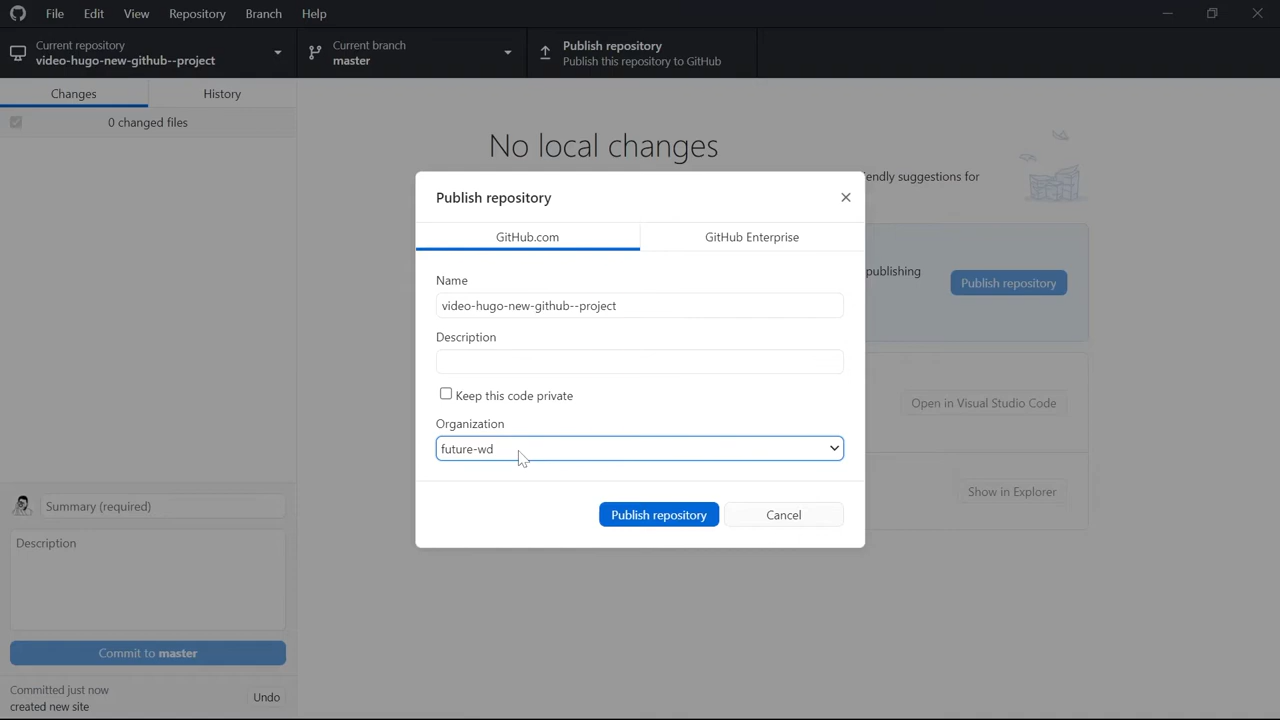 File Edit View Repository Branch Help
Current repository
video-hugo-new-github--project
Current branch
master
Publish repository
Publish this repository to GitHub
Changes
History
0 changed files
No local changes
endly suggestions for
publishing
Publish repository
Open in Visual Studio Code
Show in Explorer
Publish repository
GitHub.com
GitHub Enterprise
Name
video-hugo-new-github--project
Description
Keep this code private
Organization
future-wd
Publish repository
Cancel
Summary (required)
Description
Commit to master
Committed just now
created new site
Undo